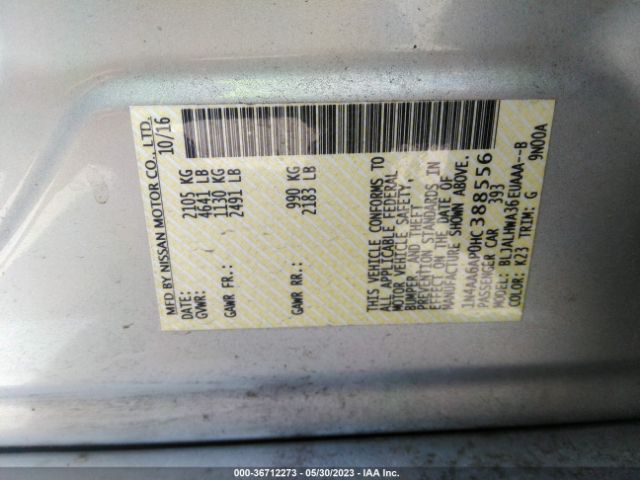 MFD BY NISSAN MOTOR CO., LTD.
DATE: 10/16
GVWR: 2105 KG
4641 LB
GAWR FR: 1130 KG
2491 LB
GAWR RR: 990 KG
2183 LB
THIS VEHICLE CONFORMS TO
ALL APPLICABLE FEDERAL
MOTOR VEHICLE SAFETY,
BUMPER, AND THEFT
PREVENTION STANDARDS IN
EFFECT ON THE DATE OF
MANUFACTURE SHOWN ABOVE.
1N4AA6AP0HC388556
PASSENGER CAR 393
MODEL: BLJALHWA36EUAAA--B
COLOR: K23 TRIM: G 9N00A
000-36712273 - 05/30/2023 - IAA Inc.